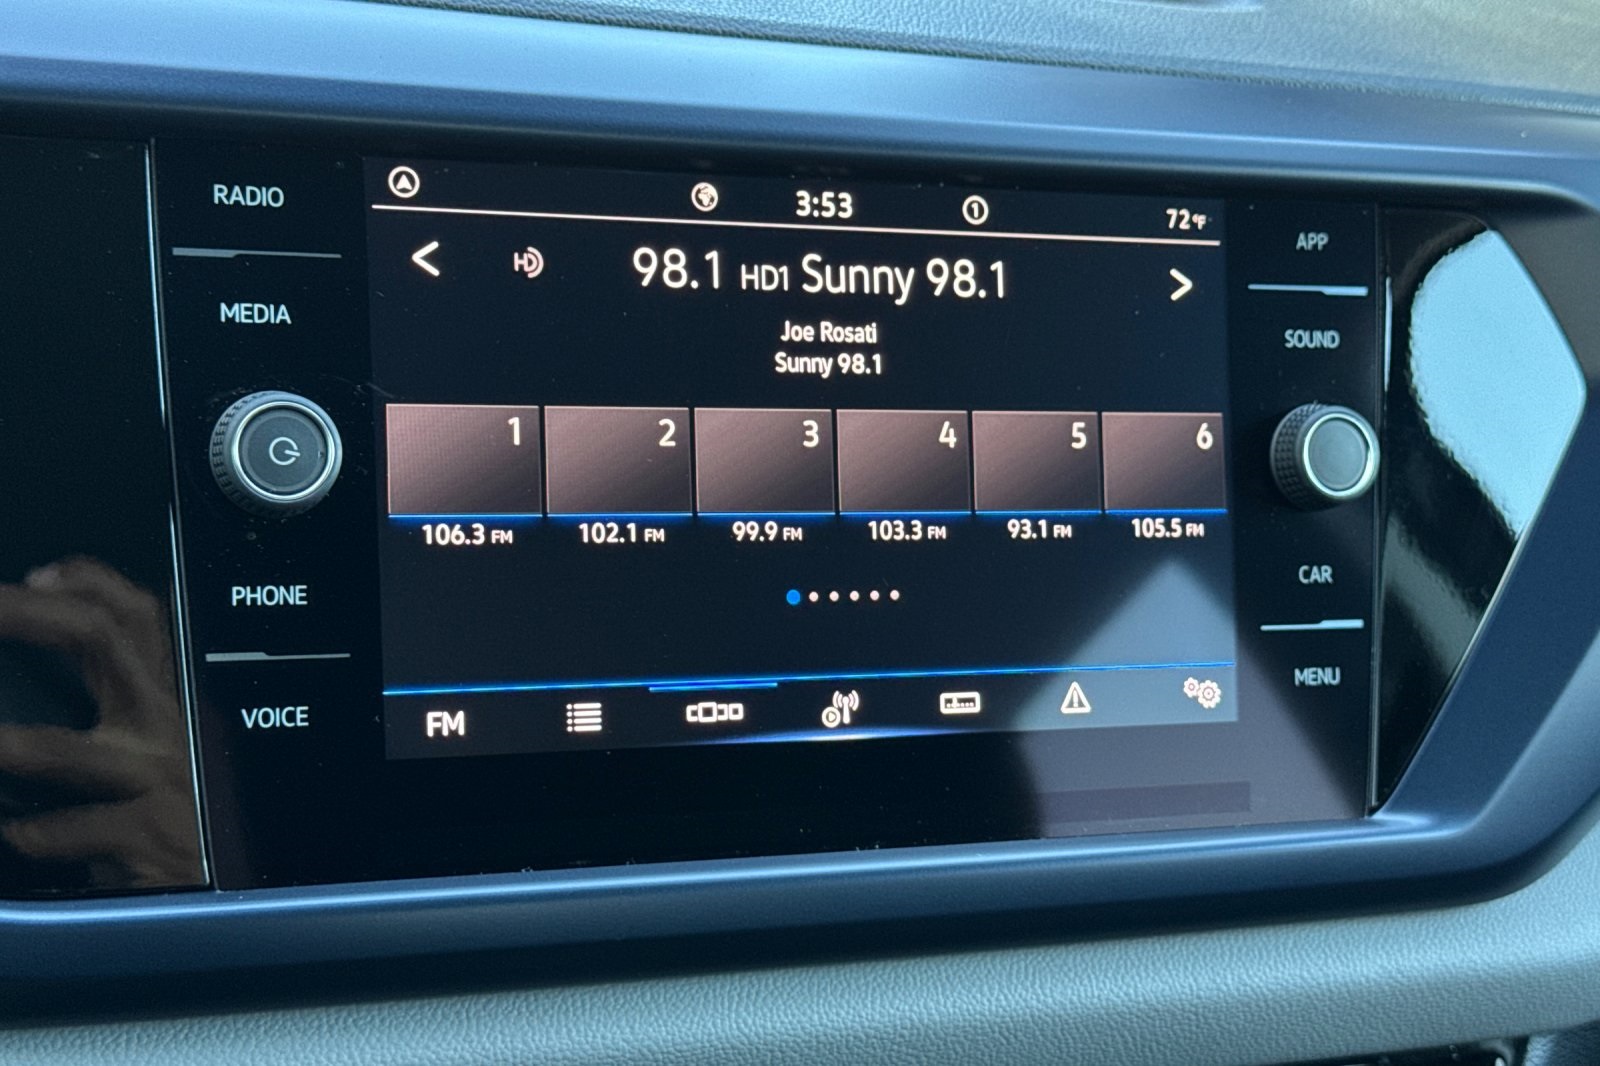 RADIO
MEDIA
PHONE
VOICE
3:53
1
72°F
HD
98.1 HD1 Sunny 98.1
Joe Rosati
Sunny 98.1
1 2 3 4 5 6
106.3 FM 102.1 FM 99.9 FM 103.3 FM 93.1 FM 105.5 FM
FM
APP
SOUND
CAR
MENU